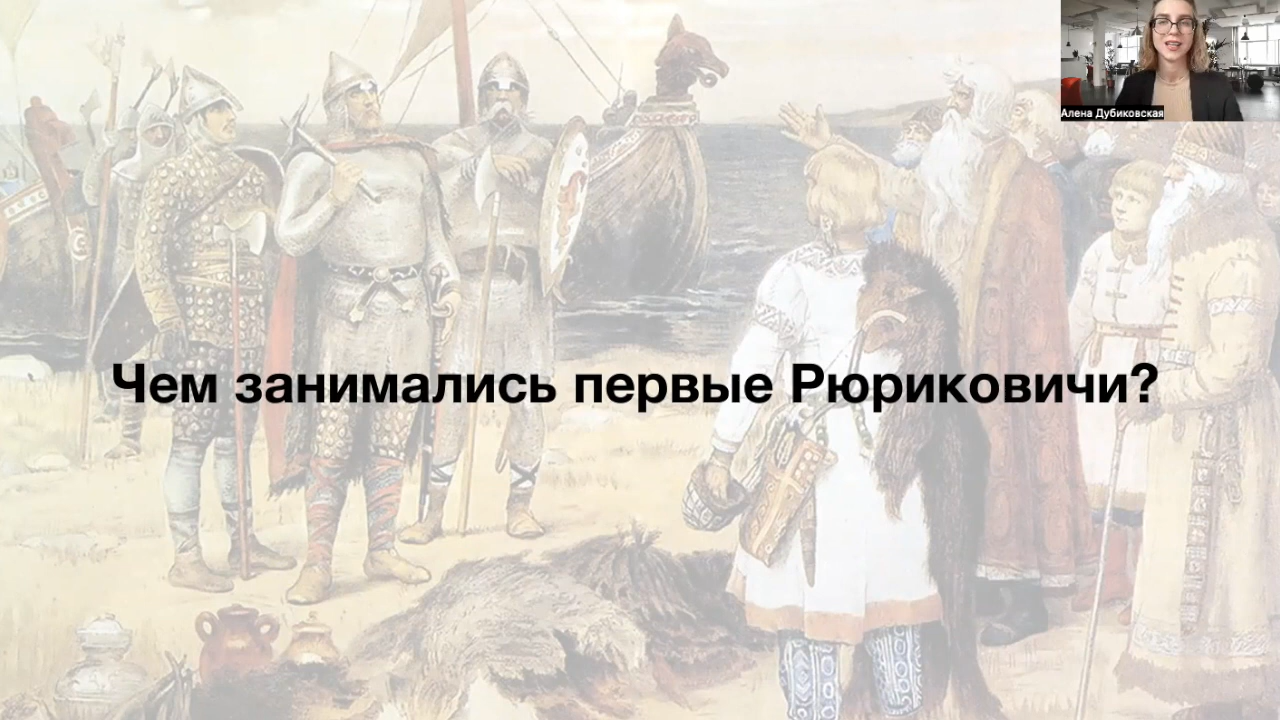 Алена Дубиковская
Чем занимались первые Рюриковичи?